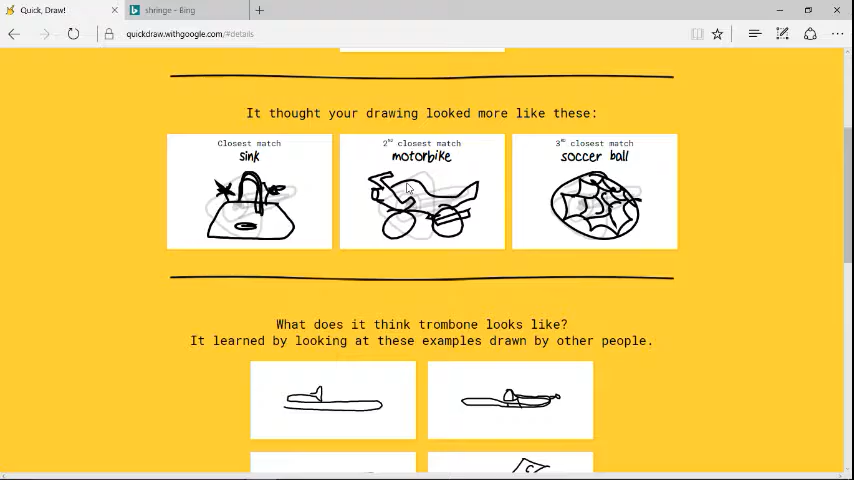 Quick, Draw!
shringe - Bing
quickdraw.withgoogle.com/#details
It thought your drawing looked more like these:
Closest match
sink
2nd closest match
motorbike
3rd closest match
soccer ball
What does it think trombone looks like?
It learned by looking at these examples drawn by other people.